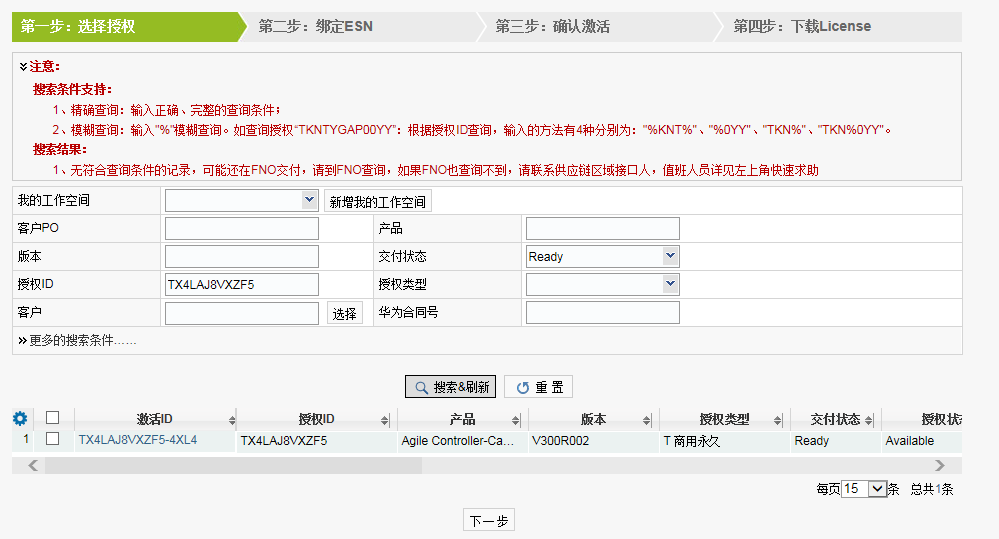 第一步：选择授权 第二步：绑定ESN 第三步：确认激活 第四步：下载License
注意：
搜索条件支持：
1、精确查询：输入正确、完整的查询条件；
2、模糊查询：输入"%"模糊查询。如查询授权“TKNTYGAP00YY”：根据授权ID查询，输入的方法有4种分别为："%KNT%"、"%0YY"、"TKN%"、"TKN%0YY"。
搜索结果：
1、无符合查询条件的记录，可能还在FNO交付，请到FNO查询，如果FNO也查询不到，请联系供应链区域接口人，值班人员详见左上角快速求助
我的工作空间 新增我的工作空间
客户PO 产品
版本 交付状态 Ready
授权ID TX4LAJ8VXZF5 授权类型
客户 选择 华为合同号
更多的搜索条件……
搜索&刷新 重 置
激活ID 授权ID 产品 版本 授权类型 交付状态 授权状
1 TX4LAJ8VXZF5-4XL4 TX4LAJ8VXZF5 Agile Controller-Ca... V300R002 T 商用永久 Ready Available
每页 15 条 总共1条
下一步